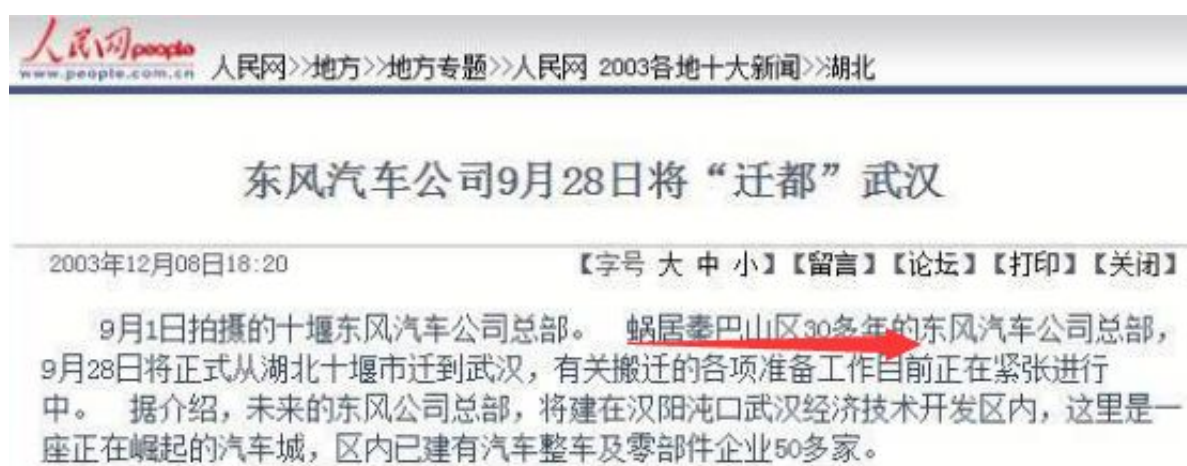 人民网people
www.people.com.cn
人民网>>地方>>地方专题>>人民网 2003各地十大新闻>>湖北
东风汽车公司9月28日将“迁都”武汉
2003年12月08日18:20 【字号 大 中 小】【留言】【论坛】【打印】【关闭】
9月1日拍摄的十堰东风汽车公司总部。 蜗居秦巴山区30多年的东风汽车公司总部，
9月28日将正式从湖北十堰市迁到武汉，有关搬迁的各项准备工作目前正在紧张进行
中。 据介绍，未来的东风公司总部，将建在汉阳沌口武汉经济技术开发区内，这里是一
座正在崛起的汽车城，区内已建有汽车整车及零部件企业50多家。